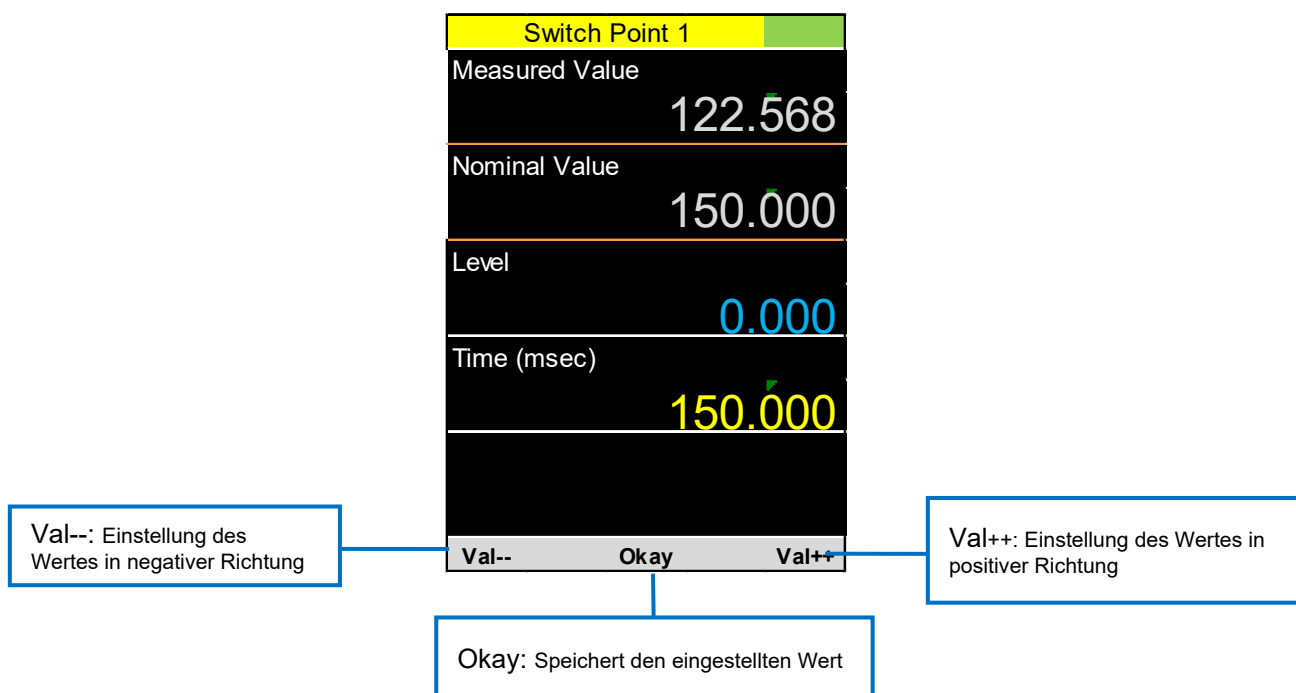 Switch Point 1
Measured Value
122.568
Nominal Value
150.000
Level
0.000
Time (msec)
150.000
Val--: Einstellung des
Wertes in negativer Richtung
Val-- Okay Val++
Val++: Einstellung des Wertes in
positiver Richtung
Okay: Speichert den eingestellten Wert